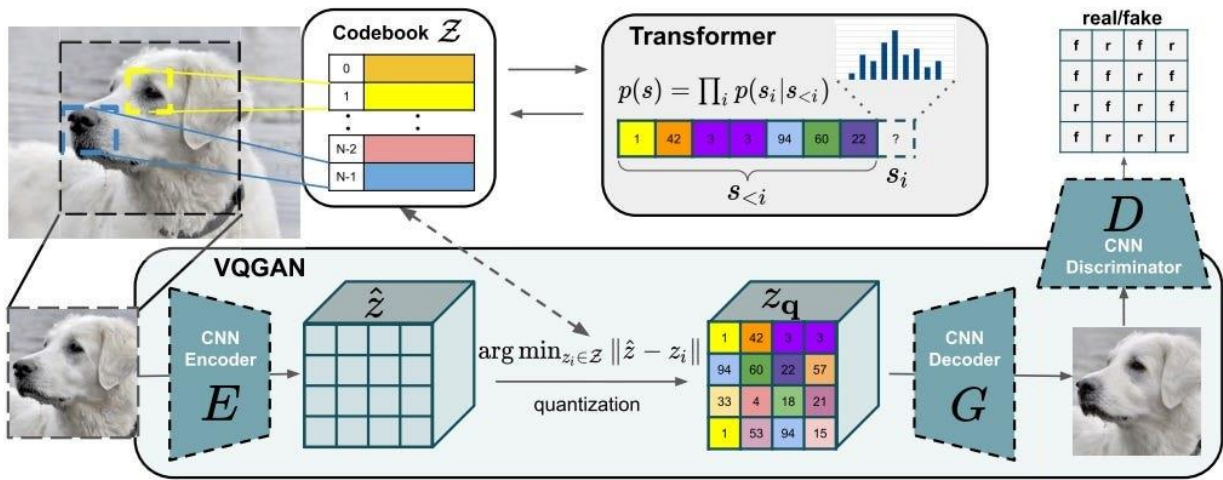 Codebook 𝒵
0
1
:
:
N-2
N-1
Transformer
p(s) = ∏ᵢ p(sᵢ|s<ᵢ)
1 42 3 3 94 60 22 ?
s<ᵢ
sᵢ
real/fake
f r f r
f f r f
r f r f
f r r r
D
CNN
Discriminator
VQGAN
CNN
Encoder
E
ẑ
arg min_{zᵢ∈𝒵} ‖ẑ − zᵢ‖
quantization
z_𝐪
1 42 3 3
94 60 22 57
33 4 18 21
1 53 94 15
CNN
Decoder
G